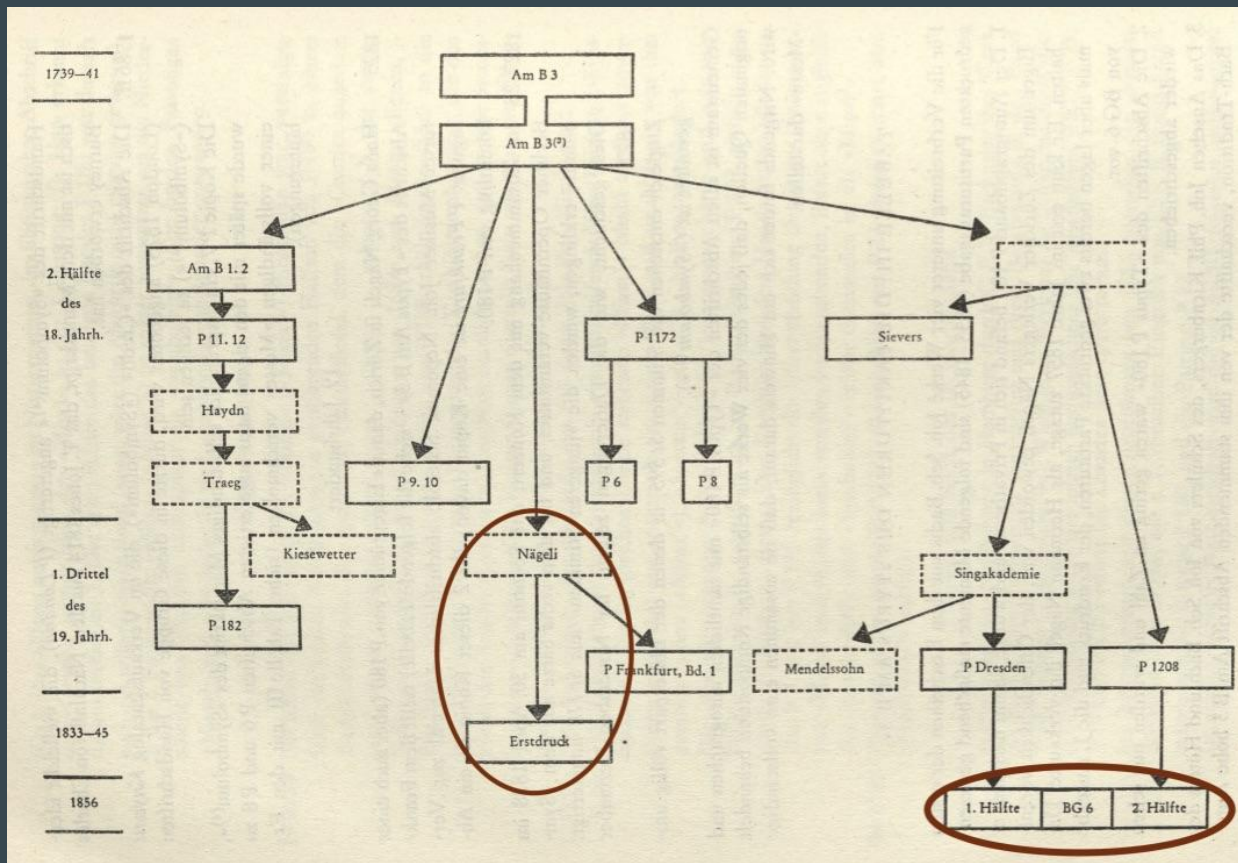 1739—41
Am B 3
Am B 3(²)
2. Hälfte
des
18. Jahrh.
Am B 1. 2
P 11. 12
P 1172
Sievers
Haydn
Traeg
P 9. 10
P 6
P 8
1. Drittel
des
19. Jahrh.
Kiesewetter
Nägeli
Singakademie
P 182
P Frankfurt, Bd. 1
Mendelssohn
P Dresden
P 1208
1833—45
Erstdruck
1856
1. Hälfte
BG 6
2. Hälfte